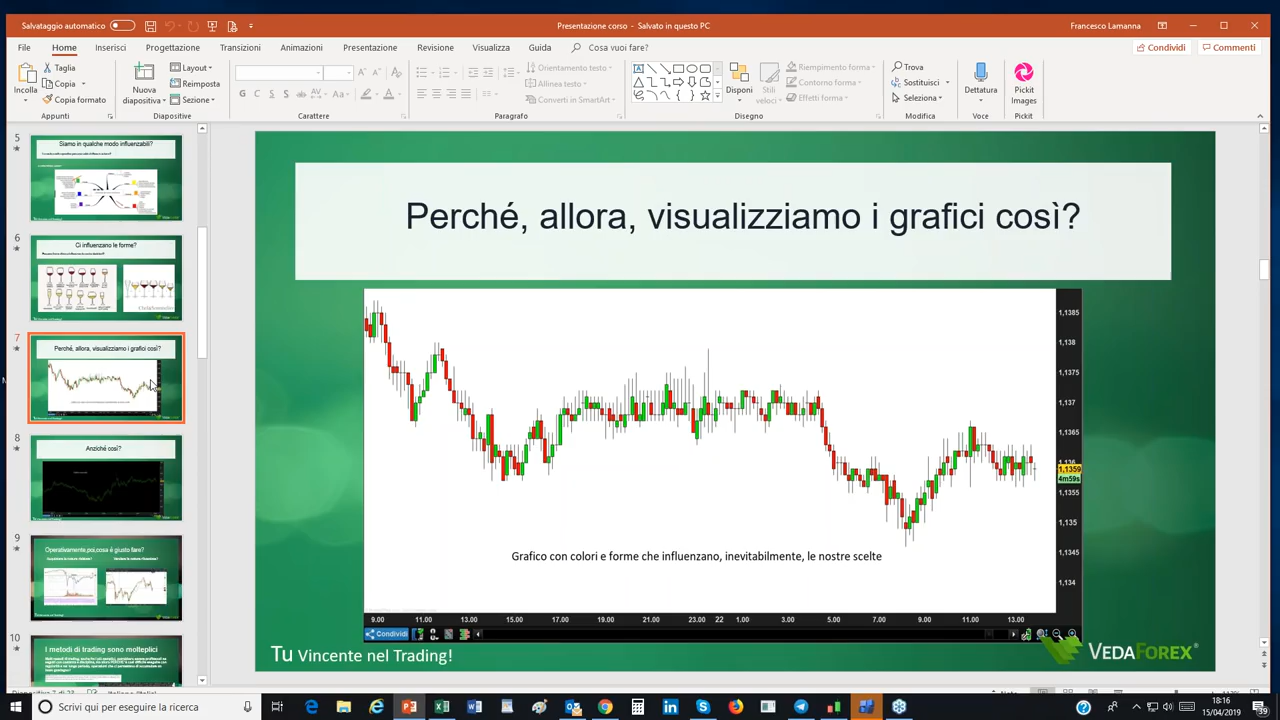 Salvataggio automatico
Presentazione corso - Salvato in questo PC
Francesco Lamanna
File Home Inserisci Progettazione Transizioni Animazioni Presentazione Revisione Visualizza Guida Cosa vuoi fare?
Condividi Commenti
Incolla
Taglia
Copia
Copia formato
Appunti
Nuova diapositiva
Layout
Reimposta
Sezione
Diapositive
G C S
Carattere
Orientamento testo
Allinea testo
Converti in SmartArt
Paragrafo
Disponi
Stili veloci
Riempimento forma
Contorno forma
Effetti forma
Disegno
Trova
Sostituisci
Seleziona
Modifica
Dettatura
Voce
Pickit Images
Pickit
5
Siamo in qualche modo influenzabili?
6
Ci influenzano le forme?
7
Perché, allora, visualizziamo i grafici così?
8
Anziché così?
9
Operativamente,poi,cosa è giusto fare?
10
I metodi di trading sono molteplici
Perché, allora, visualizziamo i grafici così?
1,1385
1,138
1,1375
1,137
1,1365
1,136
1,1359
4m59s
1,1355
1,135
1,1345
1,134
Grafico con colori e forme che influenzano, inevitabilmente, le nostre scelte
9.00 11.00 13.00 15.00 17.00 19.00 21.00 23.00 22 1.00 3.00 5.00 7.00 9.00 11.00 13.00
Condividi
Tu Vincente nel Trading!
VEDAFOREX
Scrivi qui per eseguire la ricerca
18:16
15/04/2019
39